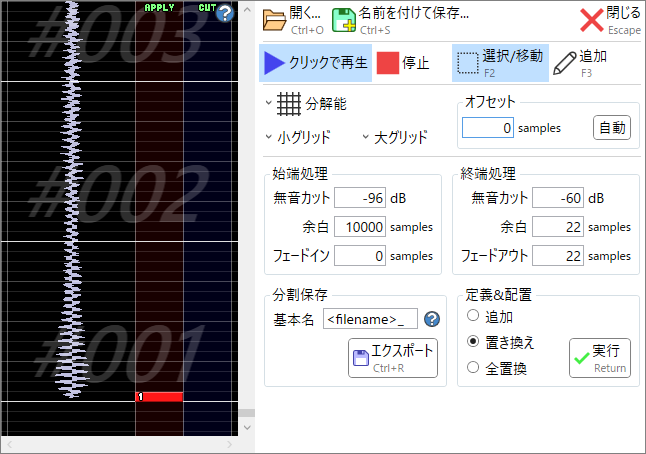 #003
APPLY CUT ?
#002
#001
1
開く...
Ctrl+O
名前を付けて保存...
Ctrl+S
閉じる
Escape
クリックで再生
停止
選択/移動
F2
追加
F3
分解能
小グリッド 大グリッド
オフセット
0 samples 自動
始端処理
無音カット -96 dB
余白 10000 samples
フェードイン 0 samples
終端処理
無音カット -60 dB
余白 22 samples
フェードアウト 22 samples
分割保存
基本名 <filename>_ ?
エクスポート
Ctrl+R
定義&配置
追加
置き換え
全置換
実行
Return